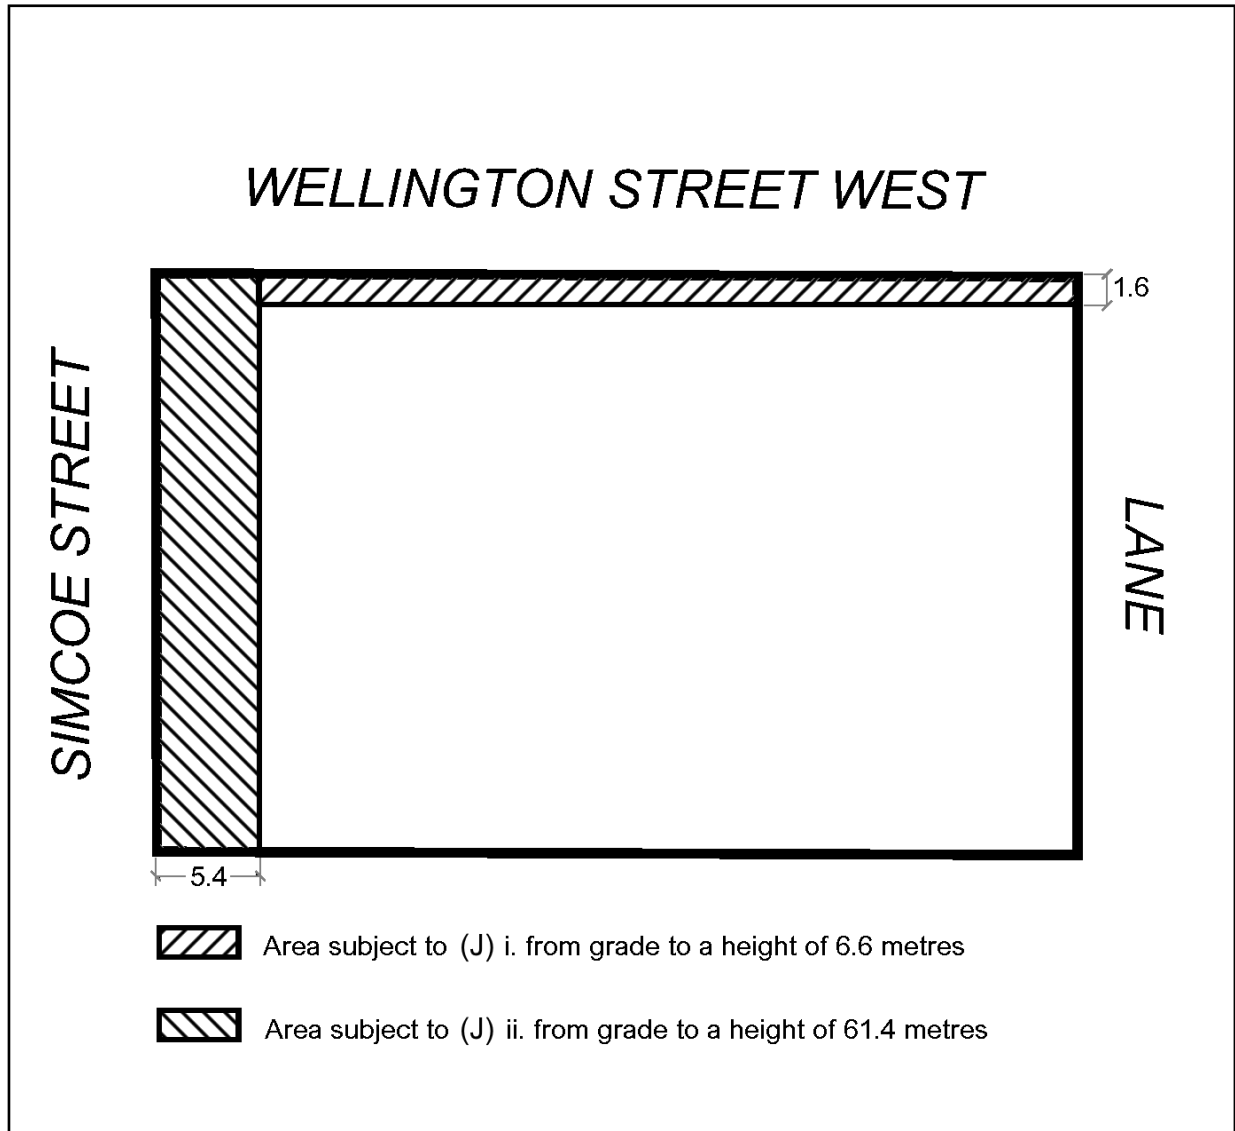 WELLINGTON STREET WEST
1.6
SIMCOE STREET
LANE
5.4
Area subject to (J) i. from grade to a height of 6.6 metres
Area subject to (J) ii. from grade to a height of 61.4 metres